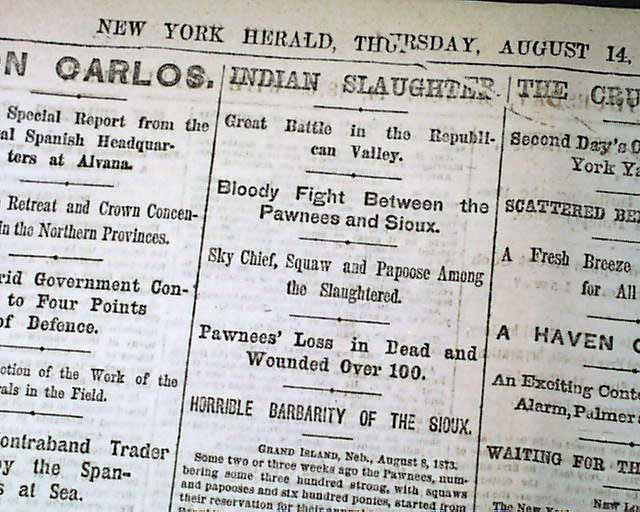 NEW YORK HERALD, THURSDAY, AUGUST 14,
N CARLOS.
Special Report from the
al Spanish Headquar-
ters at Alvana.
Retreat and Crown Concen-
in the Northern Provinces.
rid Government Con-
to Four Points
of Defence.
ction of the Work of the
rals in the Field.
ontraband Trader
by the Span-
s at Sea.
INDIAN SLAUGHTER
Great Battle in the Republi-
can Valley.
Bloody Fight Between the
Pawnees and Sioux.
Sky Chief, Squaw and Papoose Among
the Slaughtered.
Pawnees' Loss in Dead and
Wounded Over 100.
HORRIBLE BARBARITY OF THE SIOUX.
GRAND ISLAND, Neb., August 8, 1873.
Some two or three weeks ago the Pawnees, num-
bering some three hundred strong, with squaws
and papooses and six hundred ponies, started from
their reservation for their annual
THE CRU
Second Day's C
York Ya
SCATTERED BE
A Fresh Breeze
for All
A HAVEN
An Exciting Conte
Alarm, Palmer
WAITING FOR TH
The New York